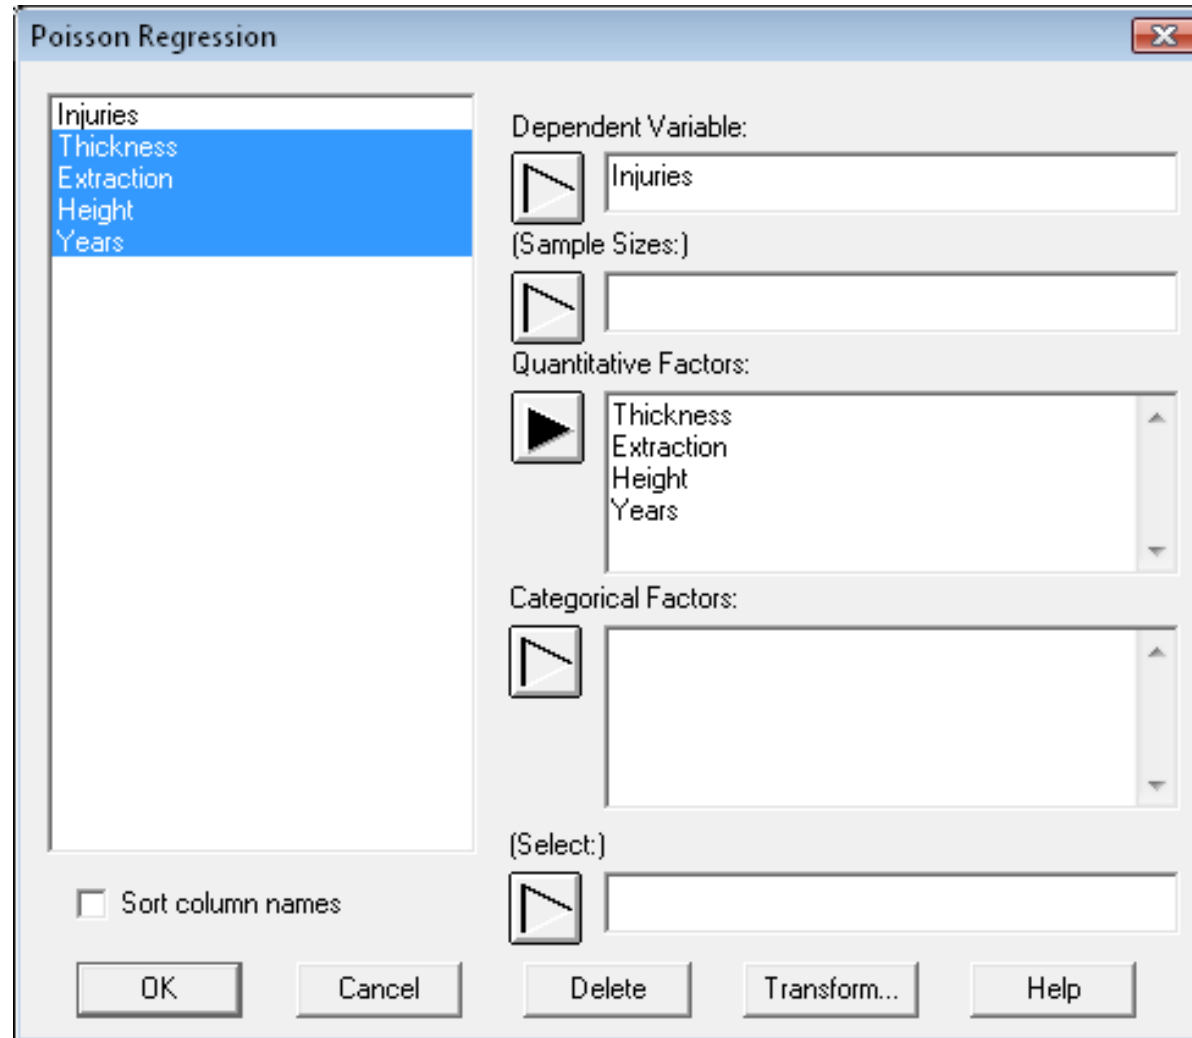 Poisson Regression
Injuries
Thickness
Extraction
Height
Years
Dependent Variable:
Injuries
(Sample Sizes:)
Quantitative Factors:
Thickness
Extraction
Height
Years
Categorical Factors:
(Select:)
Sort column names
OK
Cancel
Delete
Transform...
Help